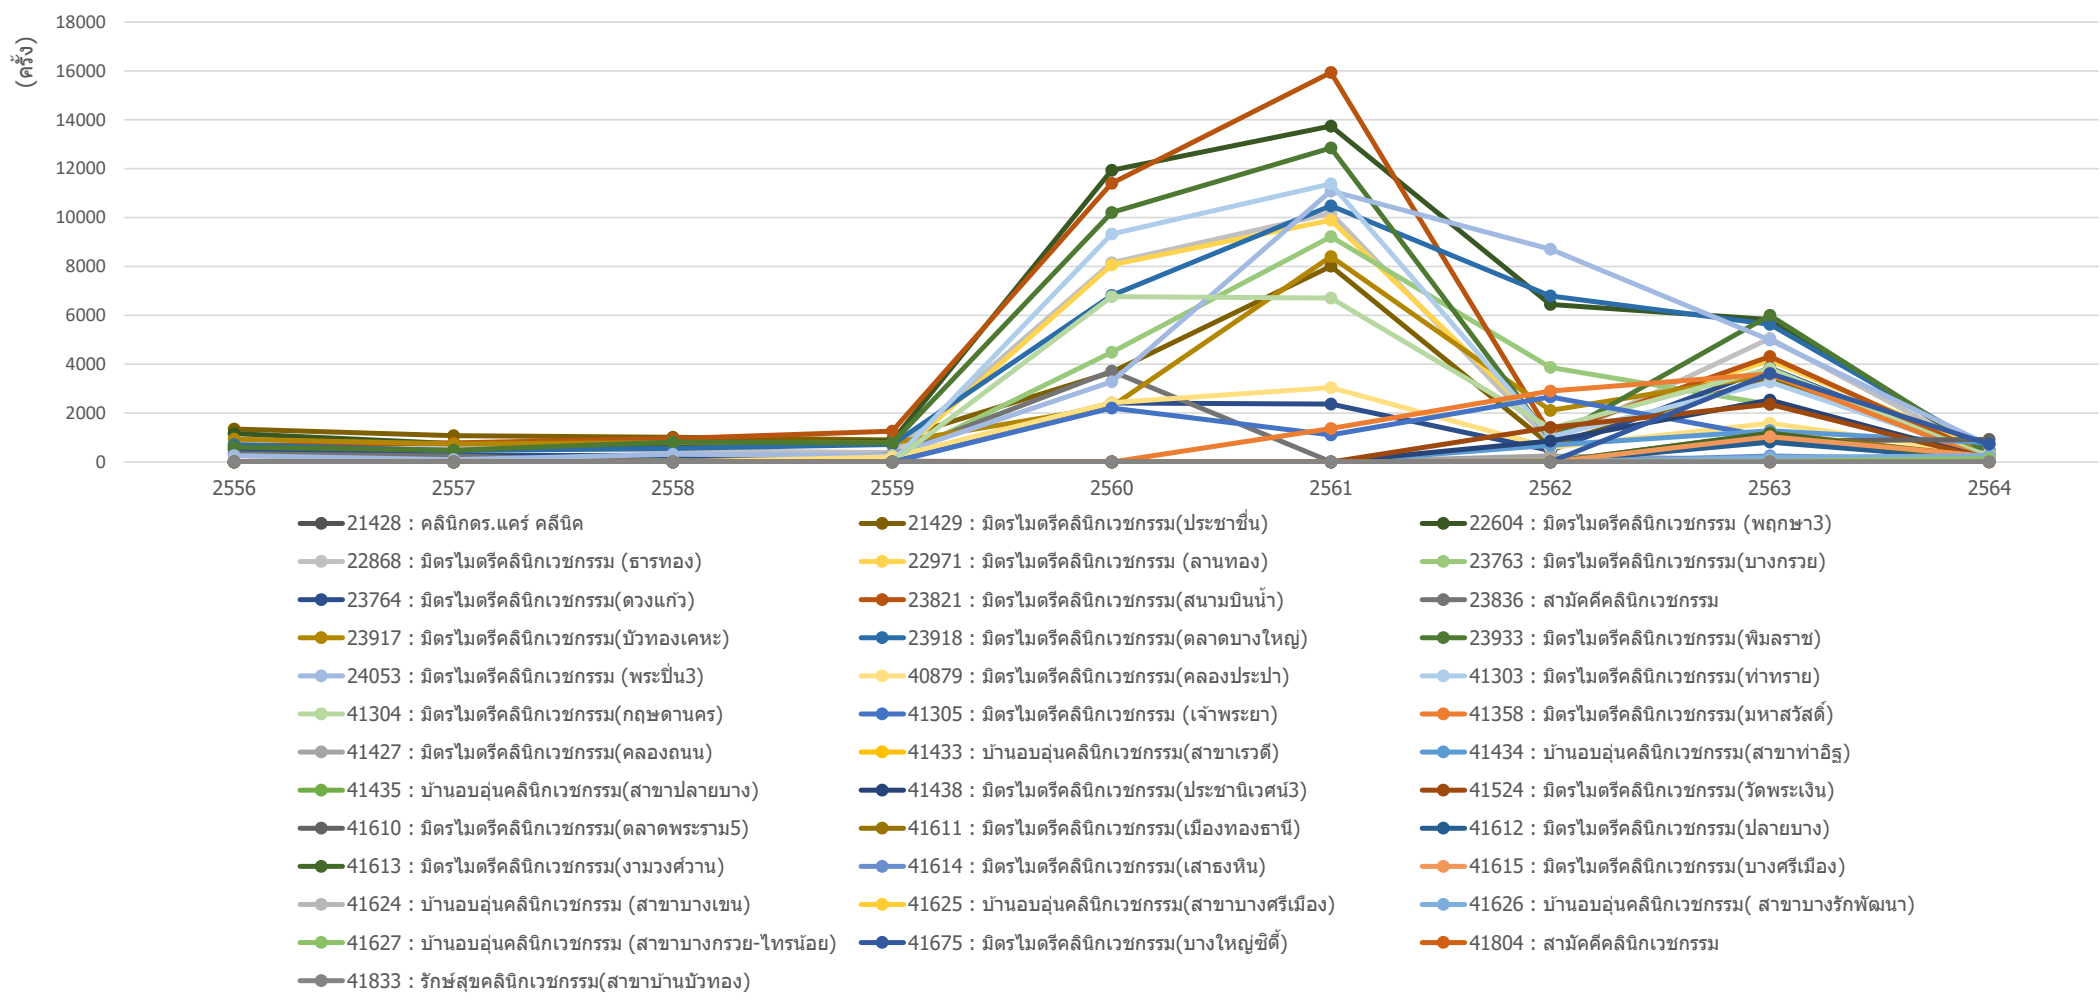 18000
(ครั้ง)
16000
14000
12000
10000
8000
6000
4000
2000
0
2556 2557 2558 2559 2560 2561 2562 2563 2564
21428 : คลินิกดร.แคร์ คลีนิค 21429 : มิตรไมตรีคลินิกเวชกรรม(ประชาชื่น) 22604 : มิตรไมตรีคลินิกเวชกรรม (พฤกษา3)
22868 : มิตรไมตรีคลินิกเวชกรรม (ธารทอง) 22971 : มิตรไมตรีคลินิกเวชกรรม (ลานทอง) 23763 : มิตรไมตรีคลินิกเวชกรรม(บางกรวย)
23764 : มิตรไมตรีคลินิกเวชกรรม(ดวงแก้ว) 23821 : มิตรไมตรีคลินิกเวชกรรม(สนามบินน้ำ) 23836 : สามัคคีคลินิกเวชกรรม
23917 : มิตรไมตรีคลินิกเวชกรรม(บัวทองเคหะ) 23918 : มิตรไมตรีคลินิกเวชกรรม(ตลาดบางใหญ่) 23933 : มิตรไมตรีคลินิกเวชกรรม(พิมลราช)
24053 : มิตรไมตรีคลินิกเวชกรรม (พระปิ่น3) 40879 : มิตรไมตรีคลินิกเวชกรรม(คลองประปา) 41303 : มิตรไมตรีคลินิกเวชกรรม(ท่าทราย)
41304 : มิตรไมตรีคลินิกเวชกรรม(กฤษดานคร) 41305 : มิตรไมตรีคลินิกเวชกรรม (เจ้าพระยา) 41358 : มิตรไมตรีคลินิกเวชกรรม(มหาสวัสดิ์)
41427 : มิตรไมตรีคลินิกเวชกรรม(คลองถนน) 41433 : บ้านอบอุ่นคลินิกเวชกรรม(สาขาเรวดี) 41434 : บ้านอบอุ่นคลินิกเวชกรรม(สาขาท่าอิฐ)
41435 : บ้านอบอุ่นคลินิกเวชกรรม(สาขาปลายบาง) 41438 : มิตรไมตรีคลินิกเวชกรรม(ประชานิเวศน์3) 41524 : มิตรไมตรีคลินิกเวชกรรม(วัดพระเงิน)
41610 : มิตรไมตรีคลินิกเวชกรรม(ตลาดพระราม5) 41611 : มิตรไมตรีคลินิกเวชกรรม(เมืองทองธานี) 41612 : มิตรไมตรีคลินิกเวชกรรม(ปลายบาง)
41613 : มิตรไมตรีคลินิกเวชกรรม(งามวงศ์วาน) 41614 : มิตรไมตรีคลินิกเวชกรรม(เสาธงหิน) 41615 : มิตรไมตรีคลินิกเวชกรรม(บางศรีเมือง)
41624 : บ้านอบอุ่นคลินิกเวชกรรม (สาขาบางเขน) 41625 : บ้านอบอุ่นคลินิกเวชกรรม(สาขาบางศรีเมือง) 41626 : บ้านอบอุ่นคลินิกเวชกรรม( สาขาบางรักพัฒนา)
41627 : บ้านอบอุ่นคลินิกเวชกรรม (สาขาบางกรวย-ไทรน้อย) 41675 : มิตรไมตรีคลินิกเวชกรรม(บางใหญ่ซิตี้) 41804 : สามัคคีคลินิกเวชกรรม
41833 : รักษ์สุขคลินิกเวชกรรม(สาขาบ้านบัวทอง)